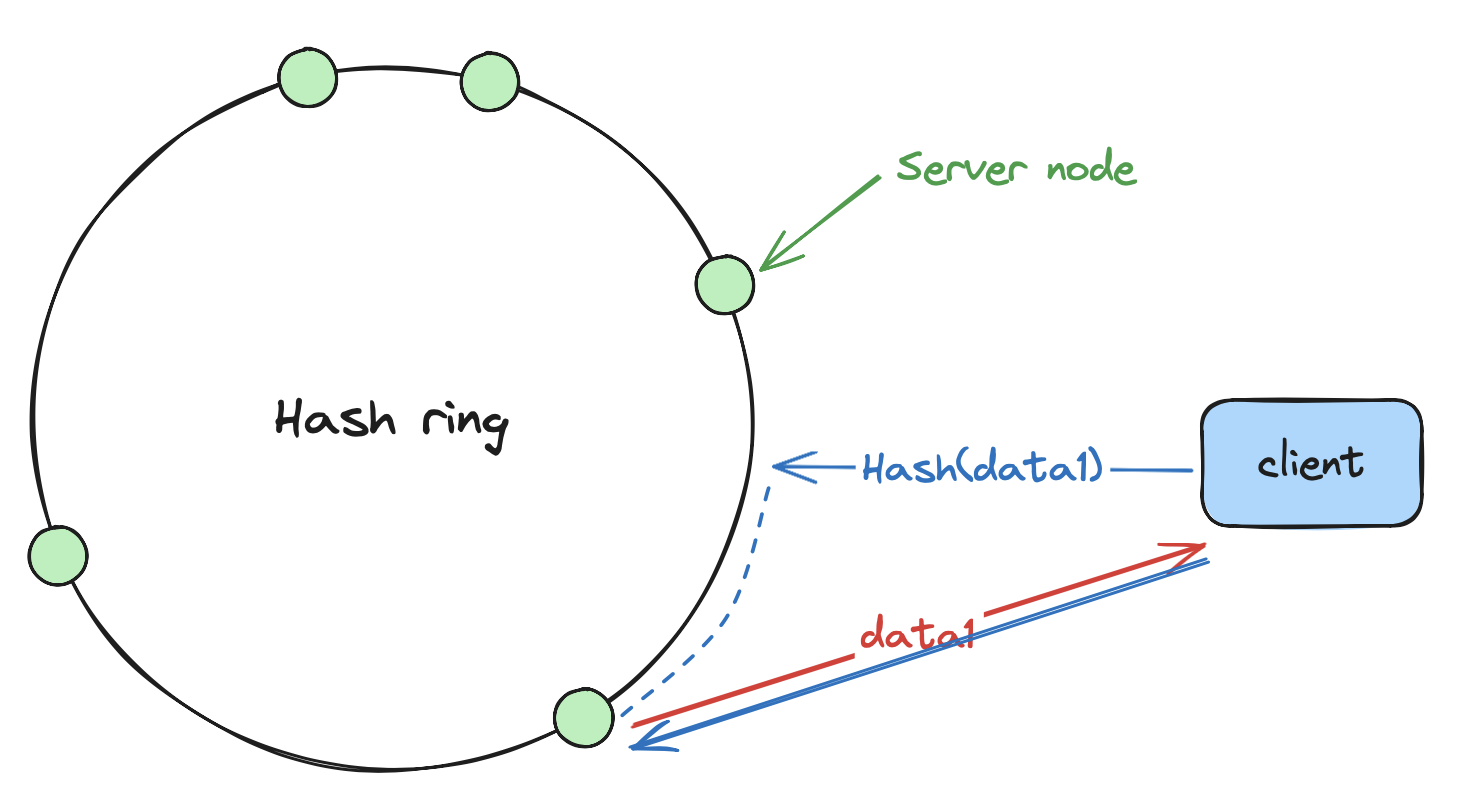 Server node
Hash ring
Hash(data1)
client
data1